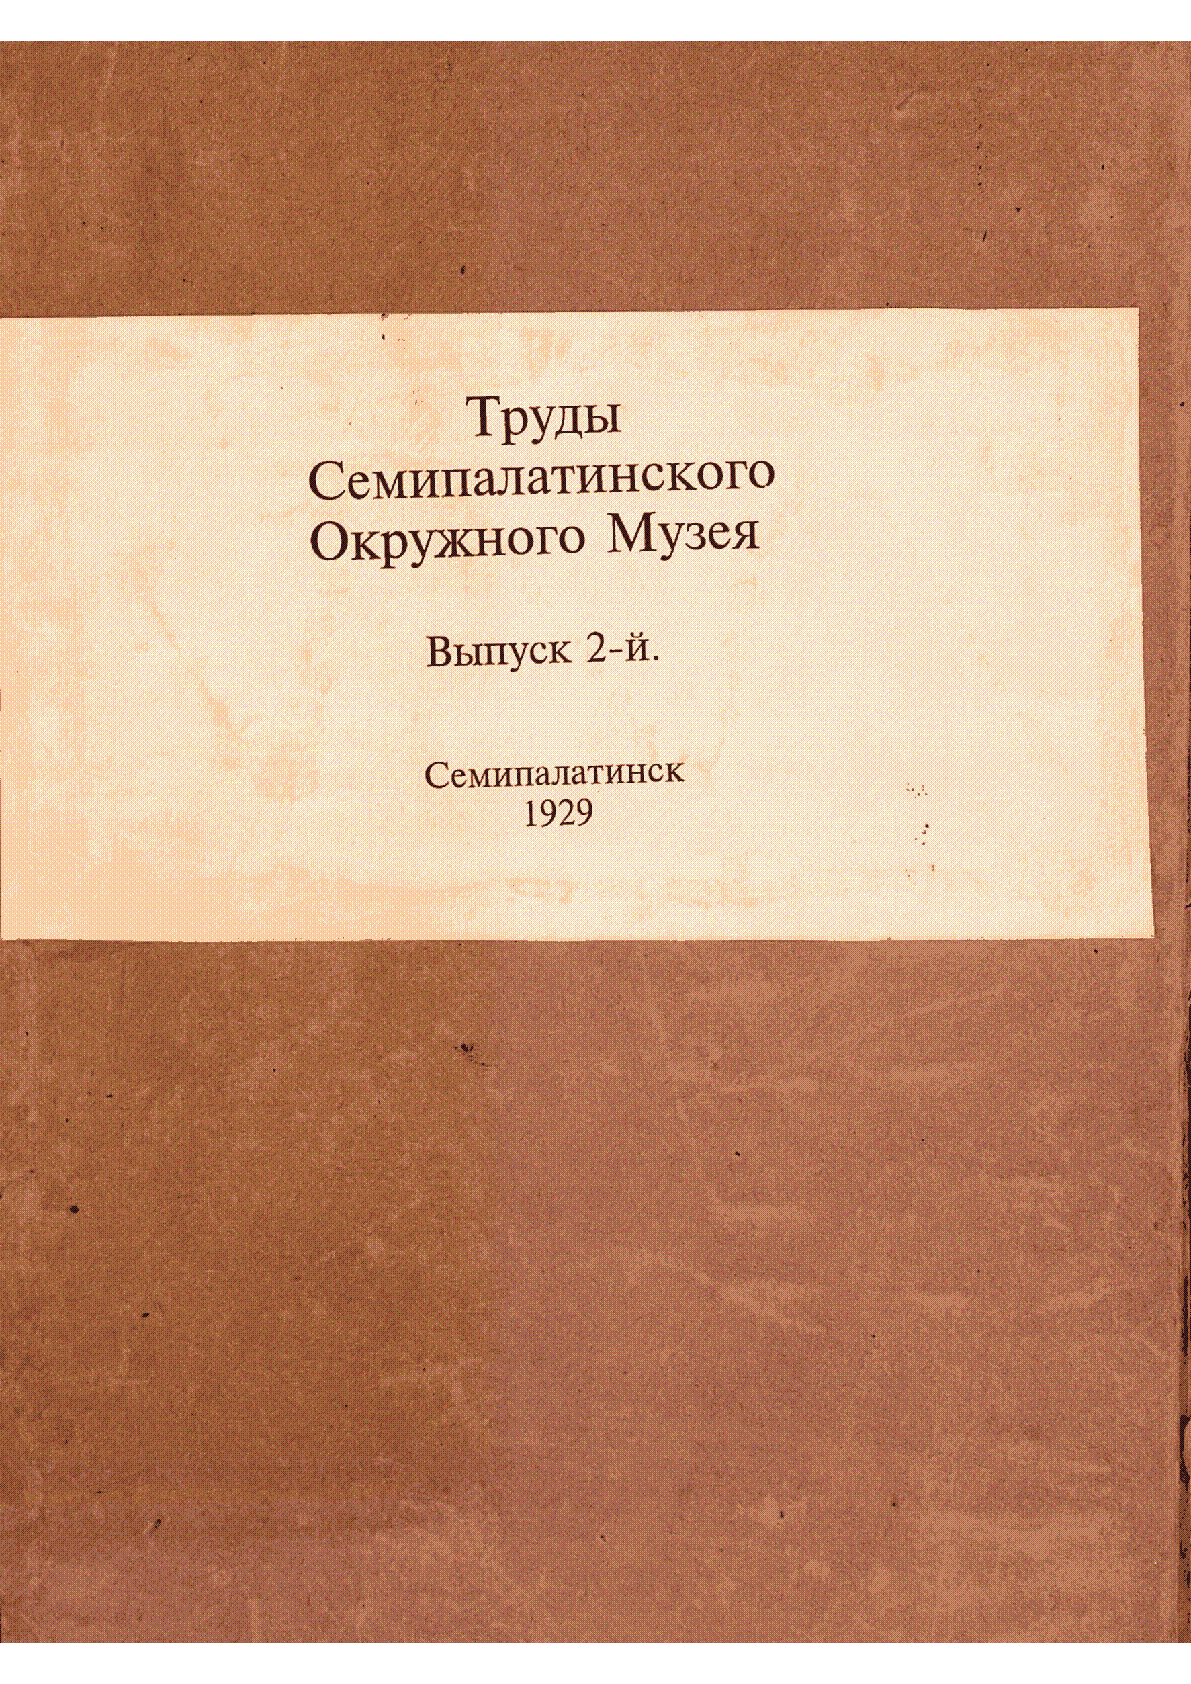 Труды
Семипалатинского
Окружного Музея
Выпуск 2-й.
Семипалатинск
1929